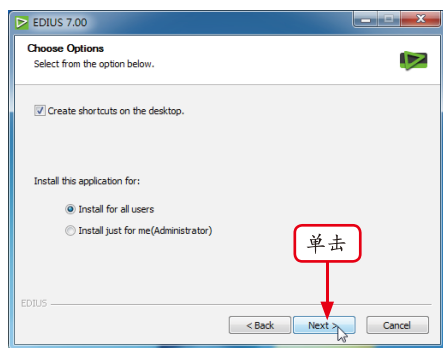 EDIUS 7.00
Choose Options
Select from the option below.
Create shortcuts on the desktop.
Install this application for:
Install for all users
Install just for me(Administrator)
单击
EDIUS
< Back Next > Cancel